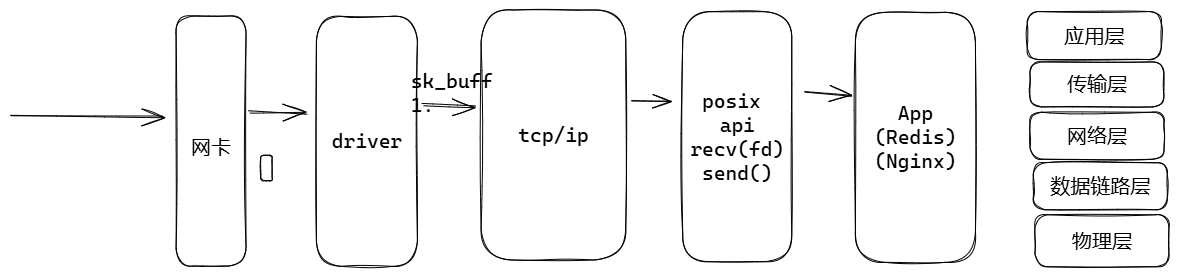 网卡
driver
sk_buff
1.
tcp/ip
posix
api
recv(fd)
send()
App
(Redis)
(Nginx)
应用层
传输层
网络层
数据链路层
物理层